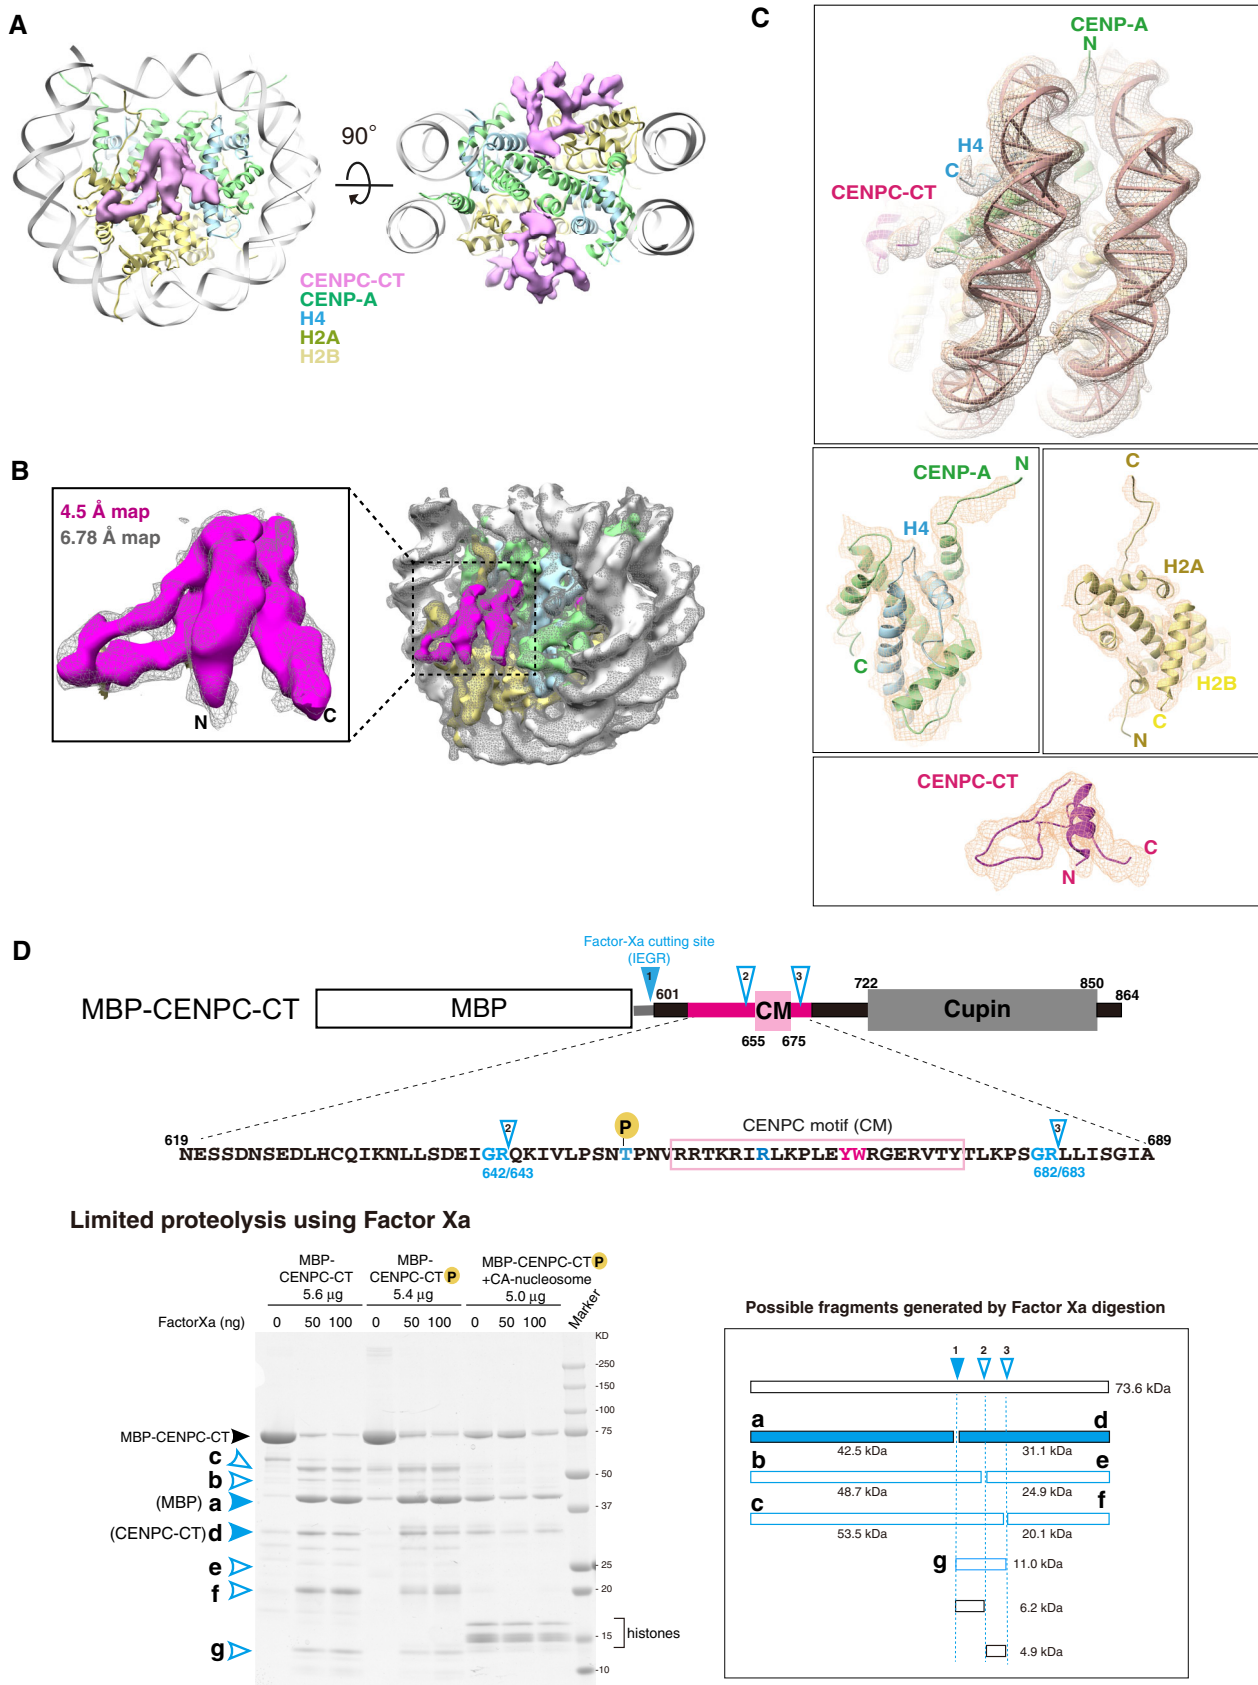 A
90°
CENPC-CT
CENP-A
H4
H2A
H2B
B
4.5 Å map
6.78 Å map
N
C
C
CENP-A
N
H4
C
CENPC-CT
CENP-A
N
H4
C
C
H2A
H2B
C
N
CENPC-CT
C
N
D
Factor-Xa cutting site
(IEGR)
1
2
3
601
722
850
864
MBP-CENPC-CT
MBP
CM
Cupin
655
675
P
CENPC motif (CM)
619
2
3
689
NESSDNSEDLHCQIKNLLSDEIGRQKIVLPSNTPNVRRTKRIRLKPLEYWRGERVTYTLKPSGRLLISGIA
642/643
682/683
Limited proteolysis using Factor Xa
MBP-
CENPC-CT
5.6 µg
MBP-
CENPC-CT P
5.4 µg
MBP-CENPC-CT P
+CA-nucleosome
5.0 µg
Marker
FactorXa (ng)
0 50 100 0 50 100 0 50 100
KD
-250
-150
-100
-75
-50
-37
-25
-20
-15
-10
MBP-CENPC-CT
c
b
(MBP) a
(CENPC-CT) d
e
f
g
histones
Possible fragments generated by Factor Xa digestion
1 2 3
73.6 kDa
a d
42.5 kDa 31.1 kDa
b e
48.7 kDa 24.9 kDa
c f
53.5 kDa 20.1 kDa
g 11.0 kDa
6.2 kDa
4.9 kDa